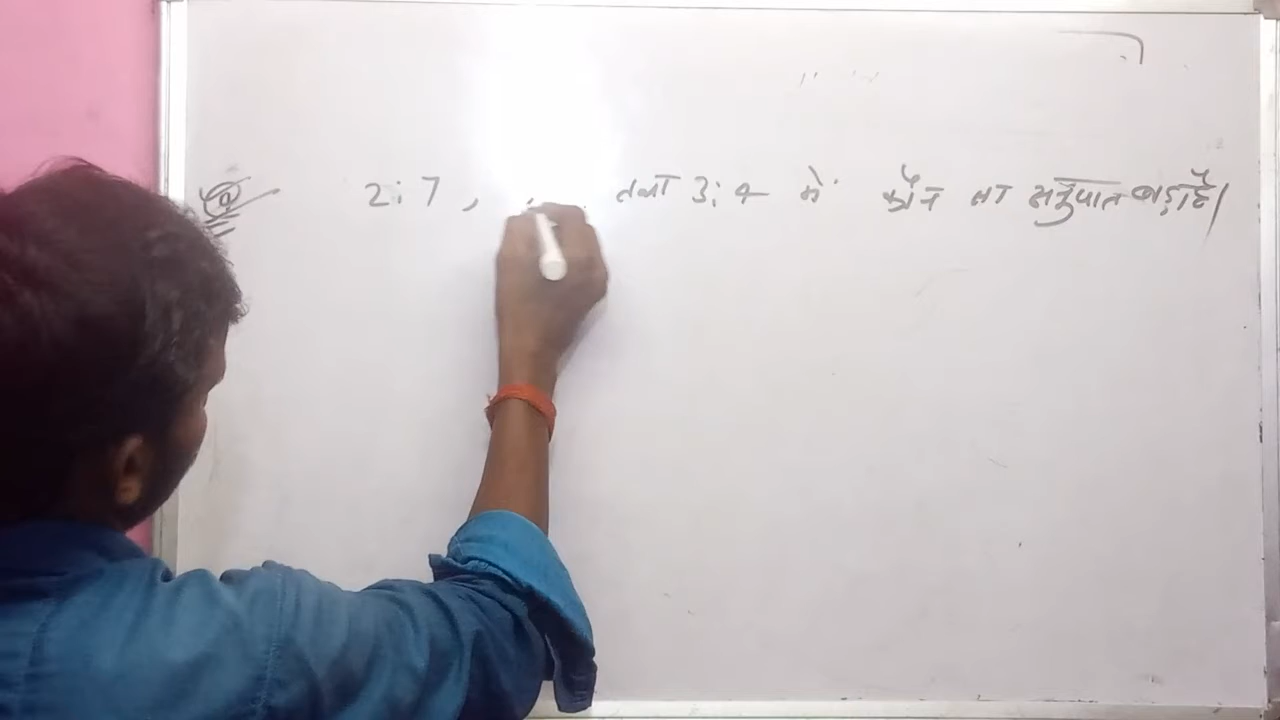 2:7, : तथा 3:4 में कौन सा अनुपात बड़ा है।